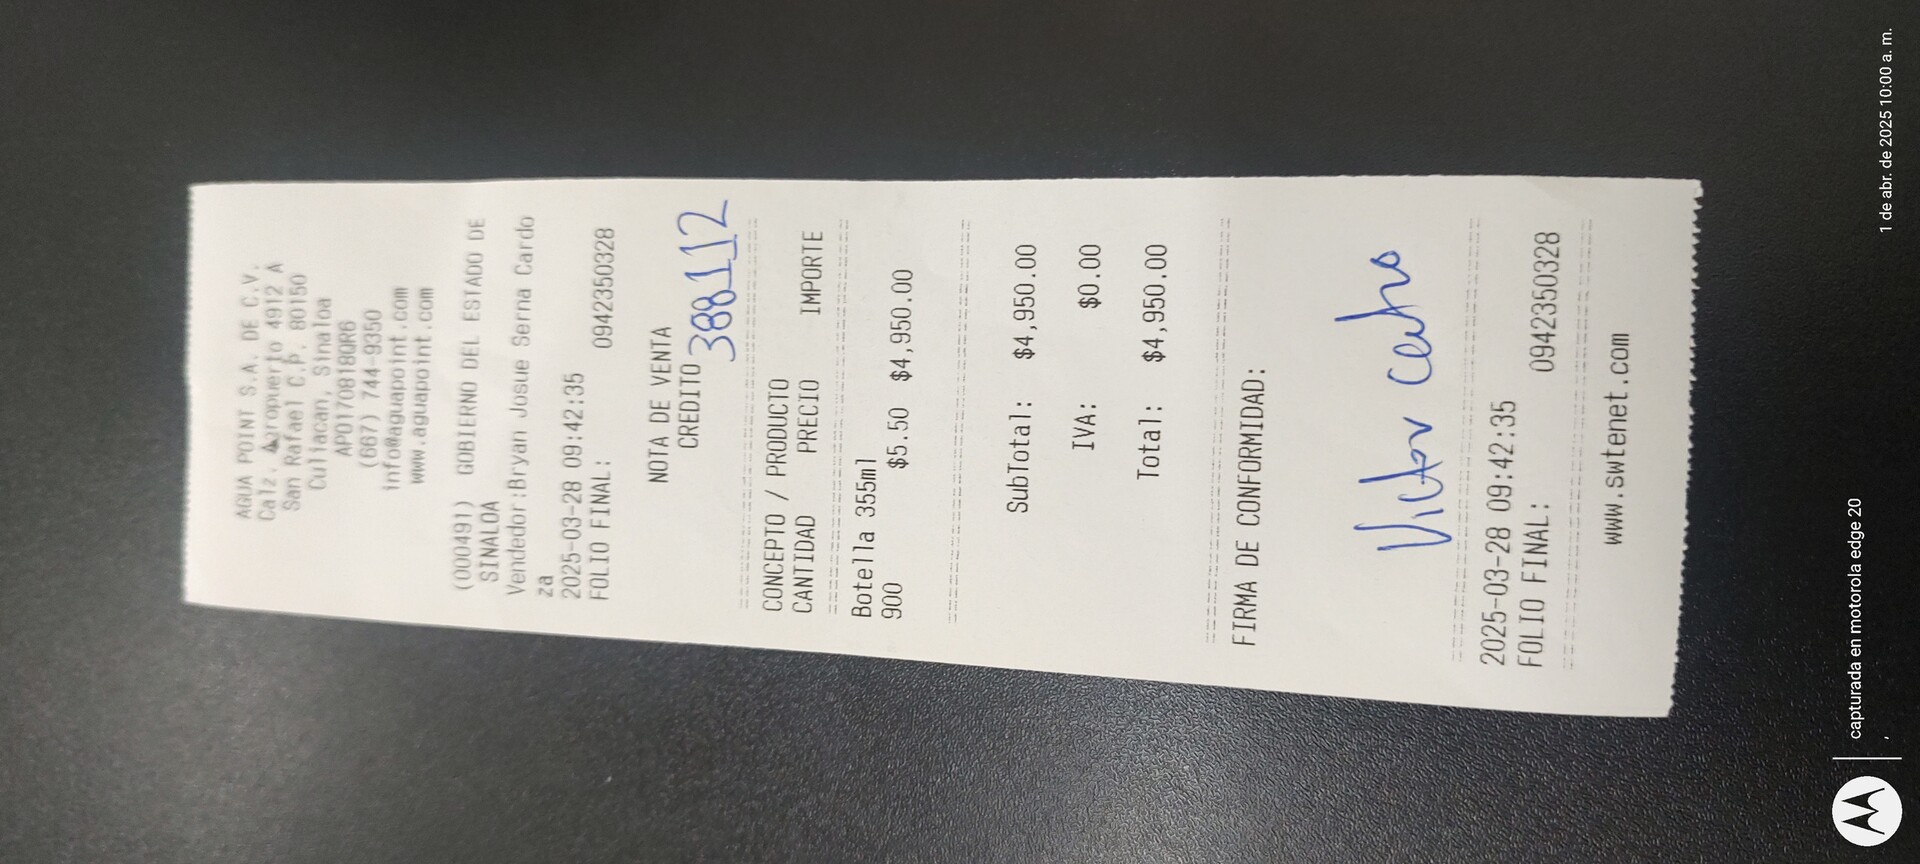 AGUA POINT S.A. DE C.V.
Calz. Aeropuerto 4912 A
San Rafael C.P. 80150
Culiacan, Sinaloa
APO170818QR6
(667) 744-9350
info@aguapoint.com
www.aguapoint.com
(000491) GOBIERNO DEL ESTADO DE
SINALOA
Vendedor:Bryan Josue Serna Cardo
za
2025-03-28 09:42:35
FOLIO FINAL: 0942350328
NOTA DE VENTA
CREDITO 388112
CONCEPTO / PRODUCTO
CANTIDAD PRECIO IMPORTE
Botella 355ml
900 $5.50 $4,950.00
SubTotal: $4,950.00
IVA: $0.00
Total: $4,950.00
FIRMA DE CONFORMIDAD:
Victor
2025-03-28 09:42:35
FOLIO FINAL: 0942350328
www.swtenet.com
capturada en motorola edge 20
,
1 de abr. de 2025 10:00 a. m.